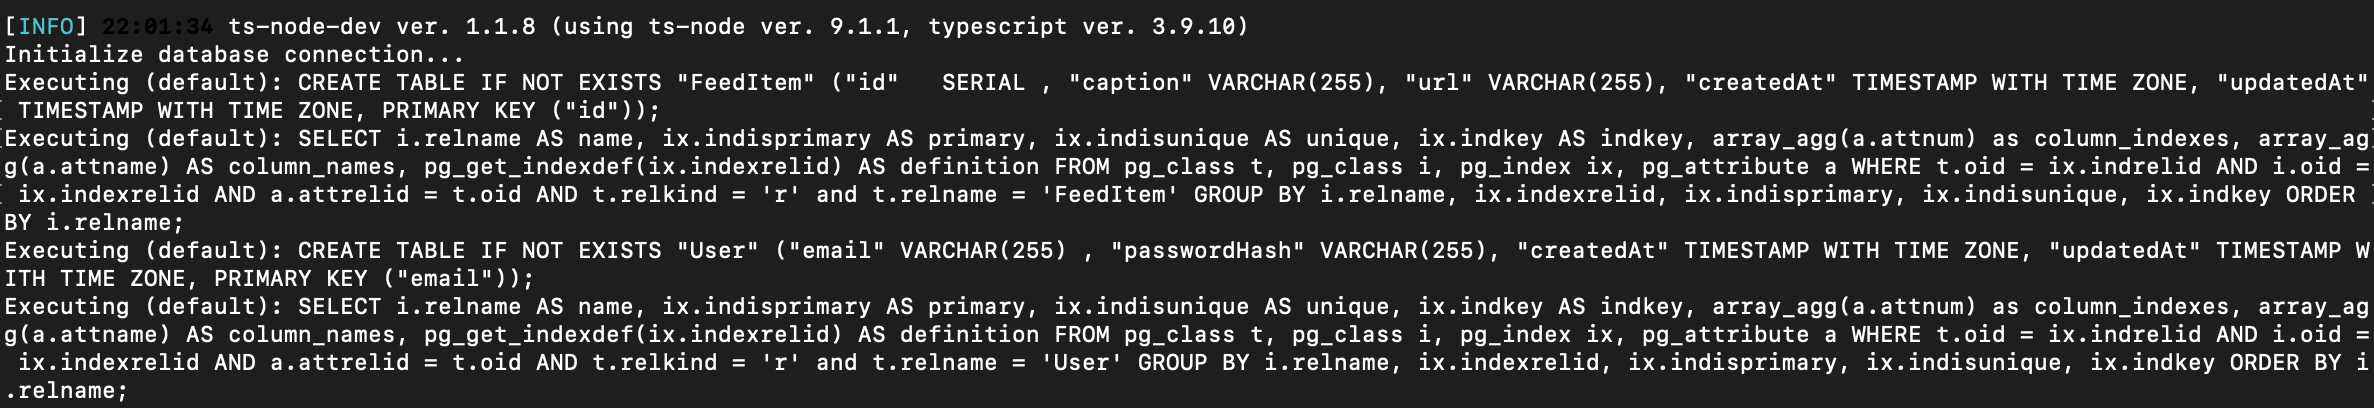 [INFO] 22:01:34 ts-node-dev ver. 1.1.8 (using ts-node ver. 9.1.1, typescript ver. 3.9.10)
Initialize database connection...
Executing (default): CREATE TABLE IF NOT EXISTS "FeedItem" ("id"   SERIAL , "caption" VARCHAR(255), "url" VARCHAR(255), "createdAt" TIMESTAMP WITH TIME ZONE, "updatedAt"
 TIMESTAMP WITH TIME ZONE, PRIMARY KEY ("id"));
Executing (default): SELECT i.relname AS name, ix.indisprimary AS primary, ix.indisunique AS unique, ix.indkey AS indkey, array_agg(a.attnum) as column_indexes, array_ag
g(a.attname) AS column_names, pg_get_indexdef(ix.indexrelid) AS definition FROM pg_class t, pg_class i, pg_index ix, pg_attribute a WHERE t.oid = ix.indrelid AND i.oid =
 ix.indexrelid AND a.attrelid = t.oid AND t.relkind = 'r' and t.relname = 'FeedItem' GROUP BY i.relname, ix.indexrelid, ix.indisprimary, ix.indisunique, ix.indkey ORDER
BY i.relname;
Executing (default): CREATE TABLE IF NOT EXISTS "User" ("email" VARCHAR(255) , "passwordHash" VARCHAR(255), "createdAt" TIMESTAMP WITH TIME ZONE, "updatedAt" TIMESTAMP W
ITH TIME ZONE, PRIMARY KEY ("email"));
Executing (default): SELECT i.relname AS name, ix.indisprimary AS primary, ix.indisunique AS unique, ix.indkey AS indkey, array_agg(a.attnum) as column_indexes, array_ag
g(a.attname) AS column_names, pg_get_indexdef(ix.indexrelid) AS definition FROM pg_class t, pg_class i, pg_index ix, pg_attribute a WHERE t.oid = ix.indrelid AND i.oid =
 ix.indexrelid AND a.attrelid = t.oid AND t.relkind = 'r' and t.relname = 'User' GROUP BY i.relname, ix.indexrelid, ix.indisprimary, ix.indisunique, ix.indkey ORDER BY i
.relname;